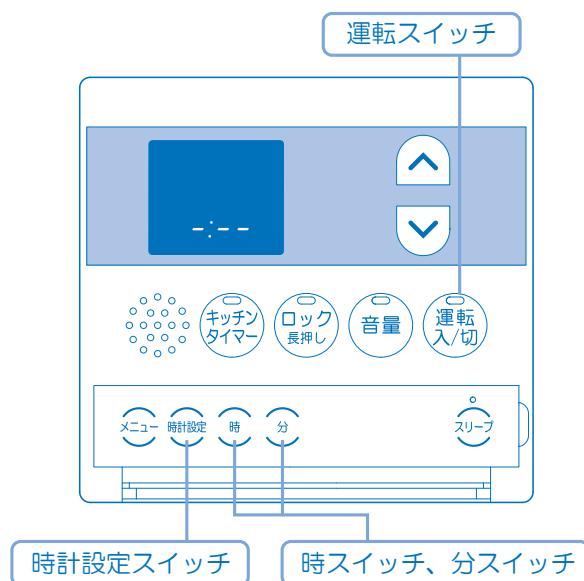 運転スイッチ
-:--
キッチン
タイマー
ロック
長押し
音量
運転
入/切
メニュー
時計設定
時
分
スリープ
時計設定スイッチ
時スイッチ、分スイッチ